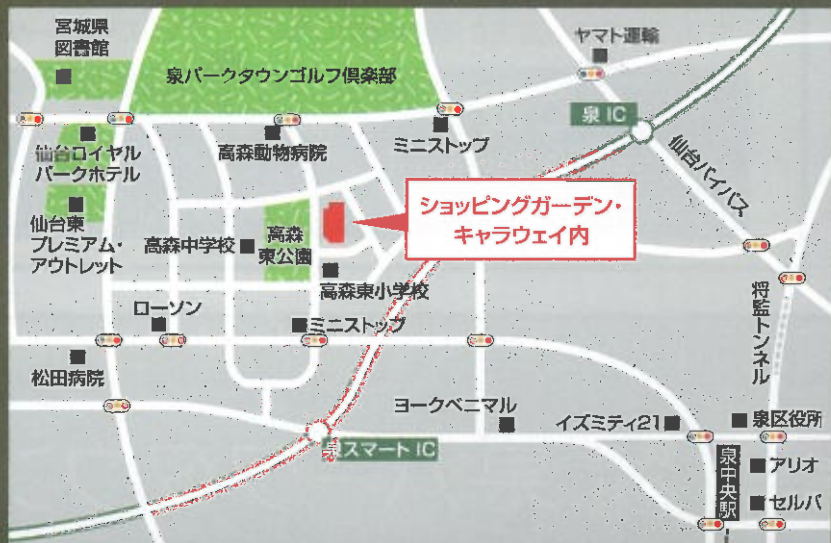 宮城県
図書館
泉パークタウンゴルフ倶楽部
ヤマト運輸
泉 IC
仙台バイパス
仙台ロイヤル
パークホテル
高森動物病院
ミニストップ
ショッピングガーデン・
キャラウェイ内
仙台東
プレミアム・
アウトレット
高森中学校
高森
東公園
高森東小学校
ローソン
ミニストップ
将監トンネル
松田病院
ヨークベニマル
イズミティ21
泉区役所
泉スマート IC
泉中央駅
アリオ
セルバ